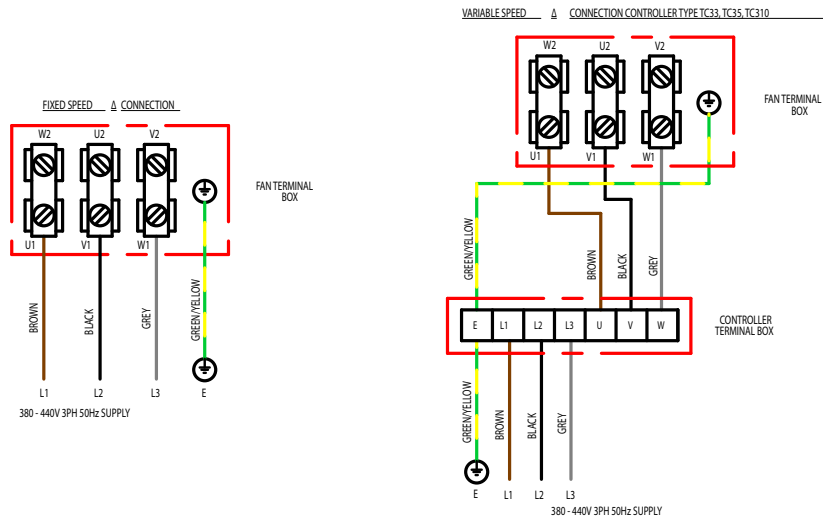 VARIABLE SPEED Δ CONNECTION CONTROLLER TYPE TC33, TC35, TC310
W2 U2 V2
FAN TERMINAL
BOX
U1 V1 W1
GREEN/YELLOW
BROWN
BLACK
GREY
E L1 L2 L3 U V W
CONTROLLER
TERMINAL BOX
GREEN/YELLOW
BROWN
BLACK
GREY
E L1 L2 L3
380 - 440V 3PH 50Hz SUPPLY
FIXED SPEED Δ CONNECTION
W2 U2 V2
FAN TERMINAL
BOX
U1 V1 W1
BROWN
BLACK
GREY
GREEN/YELLOW
L1 L2 L3 E
380 - 440V 3PH 50Hz SUPPLY